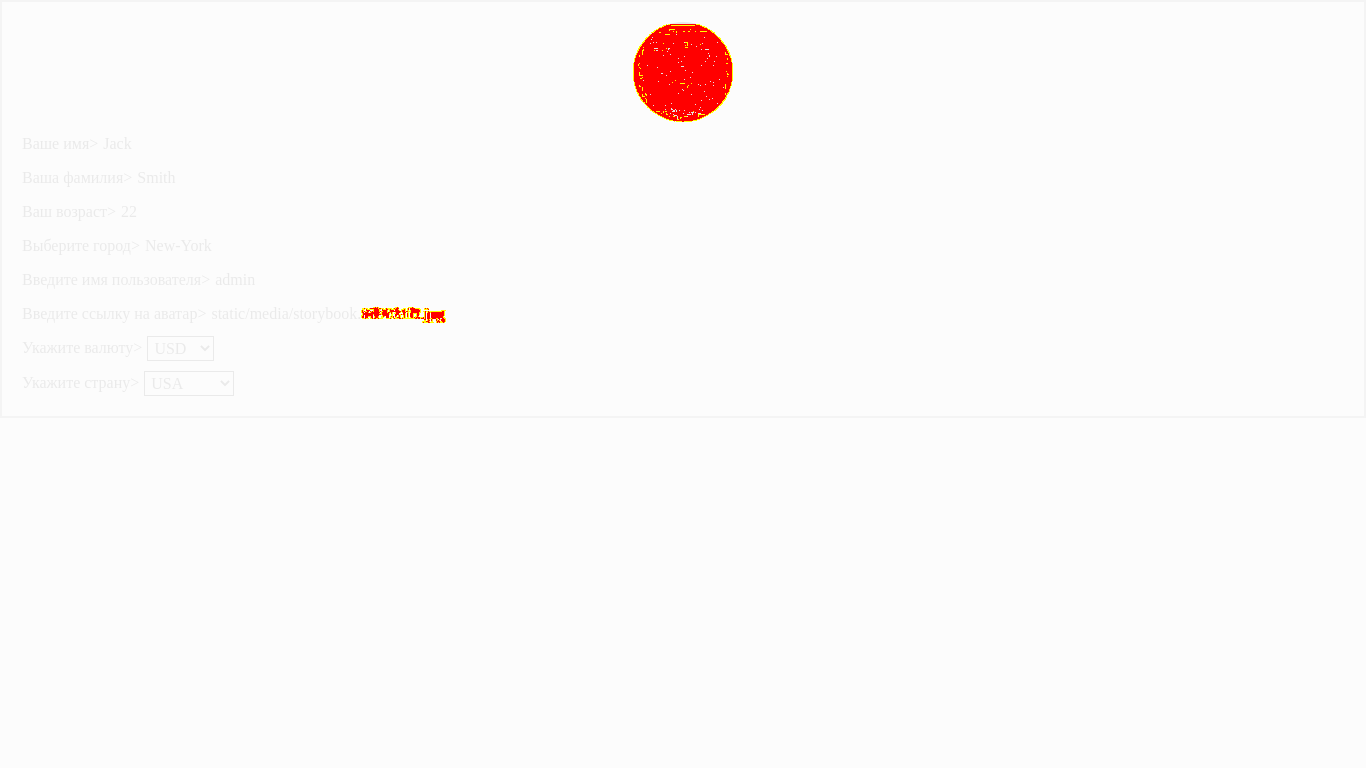 Ваше имя> Jack
Ваша фамилия> Smith
Ваш возраст> 22
Выберите город> New-York
Введите имя пользователя> admin
Введите ссылку на аватар> static/media/storybook
Укажите валюту> USD
Укажите страну> USA